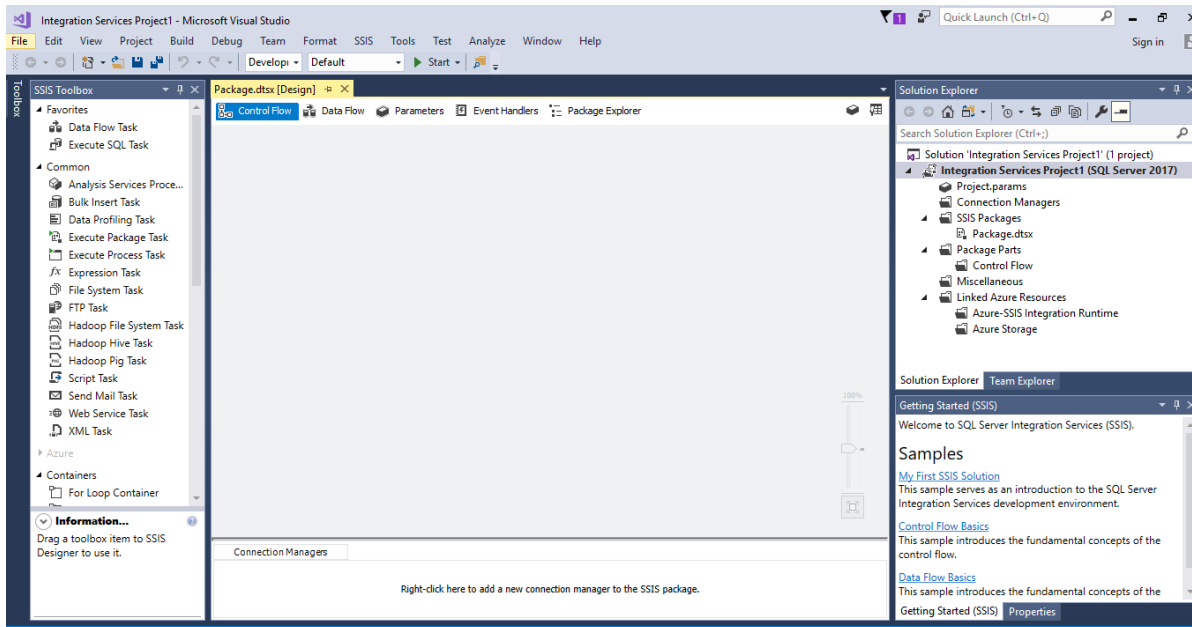 Integration Services Project1 - Microsoft Visual Studio
1
Quick Launch (Ctrl+Q)
File Edit View Project Build Debug Team Format SSIS Tools Test Analyze Window Help
Sign in
Default
Start
Toolbox
SSIS Toolbox
Favorites
Data Flow Task
Execute SQL Task
Common
Analysis Services Proce...
Bulk Insert Task
Data Profiling Task
Execute Package Task
Execute Process Task
fx Expression Task
File System Task
FTP Task
Hadoop File System Task
Hadoop Hive Task
Hadoop Pig Task
Script Task
Send Mail Task
Web Service Task
XML Task
Azure
Containers
For Loop Container
Information...
Drag a toolbox item to SSIS
Designer to use it.
Package.dtsx [Design]
Control Flow Data Flow Parameters Event Handlers Package Explorer
100%
Connection Managers
Right-click here to add a new connection manager to the SSIS package.
Solution Explorer
Search Solution Explorer (Ctrl+;)
Solution 'Integration Services Project1' (1 project)
Integration Services Project1 (SQL Server 2017)
Project.params
Connection Managers
SSIS Packages
Package.dtsx
Package Parts
Control Flow
Miscellaneous
Linked Azure Resources
Azure-SSIS Integration Runtime
Azure Storage
Solution Explorer Team Explorer
Getting Started (SSIS)
Welcome to SQL Server Integration Services (SSIS).
Samples
My First SSIS Solution
This sample serves as an introduction to the SQL Server
Integration Services development environment.
Control Flow Basics
This sample introduces the fundamental concepts of the
control flow.
Data Flow Basics
This sample introduces the fundamental concepts of the
Getting Started (SSIS) Properties